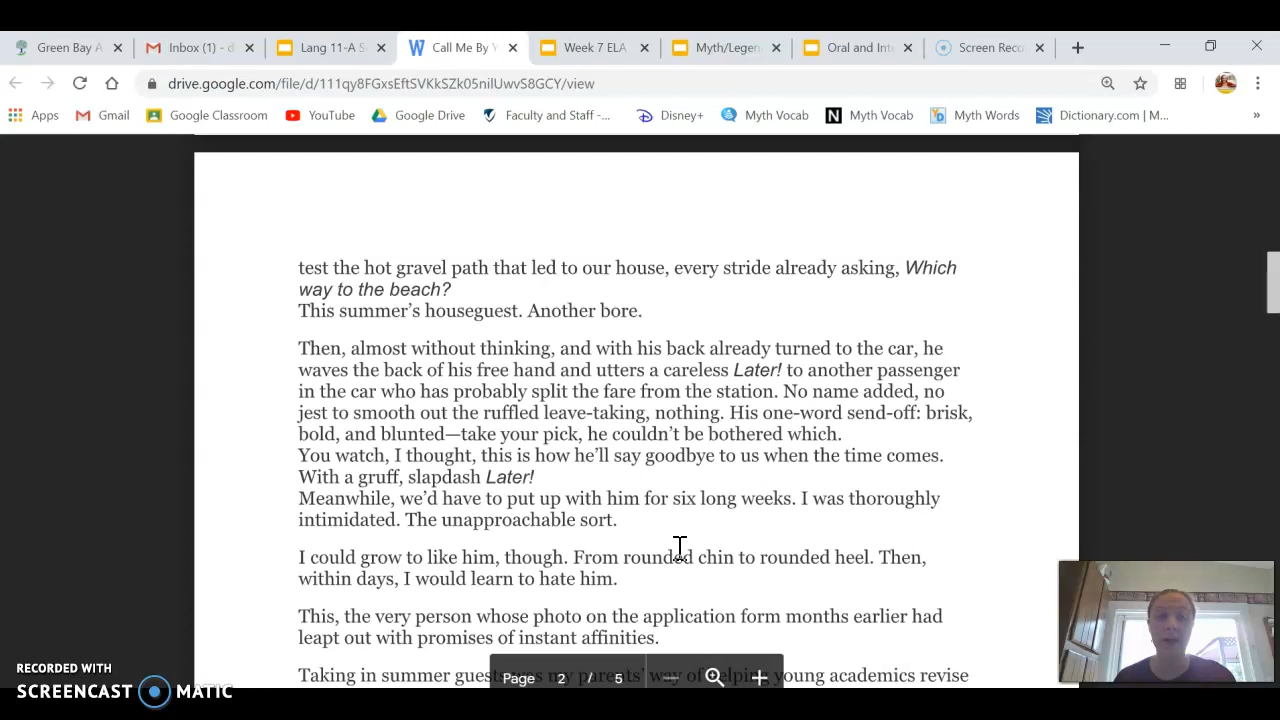 Green Bay A
Inbox (1) - d
Lang 11-A S
Call Me By Y
Week 7 ELA
Myth/Legen
Oral and Int
Screen Reco
drive.google.com/file/d/111qy8FGxsEftSVKkSZk05nilUwvS8GCY/view
Apps
Gmail
Google Classroom
YouTube
Google Drive
Faculty and Staff -...
Disney+
Myth Vocab
Myth Vocab
Myth Words
Dictionary.com | M...
test the hot gravel path that led to our house, every stride already asking, Which
way to the beach?
This summer’s houseguest. Another bore.
Then, almost without thinking, and with his back already turned to the car, he
waves the back of his free hand and utters a careless Later! to another passenger
in the car who has probably split the fare from the station. No name added, no
jest to smooth out the ruffled leave-taking, nothing. His one-word send-off: brisk,
bold, and blunted—take your pick, he couldn’t be bothered which.
You watch, I thought, this is how he’ll say goodbye to us when the time comes.
With a gruff, slapdash Later!
Meanwhile, we’d have to put up with him for six long weeks. I was thoroughly
intimidated. The unapproachable sort.
I could grow to like him, though. From rounded chin to rounded heel. Then,
within days, I would learn to hate him.
This, the very person whose photo on the application form months earlier had
leapt out with promises of instant affinities.
Taking in summer guests was my parents’ way of helping young academics revise
Page 2 / 5
RECORDED WITH
SCREENCAST MATIC